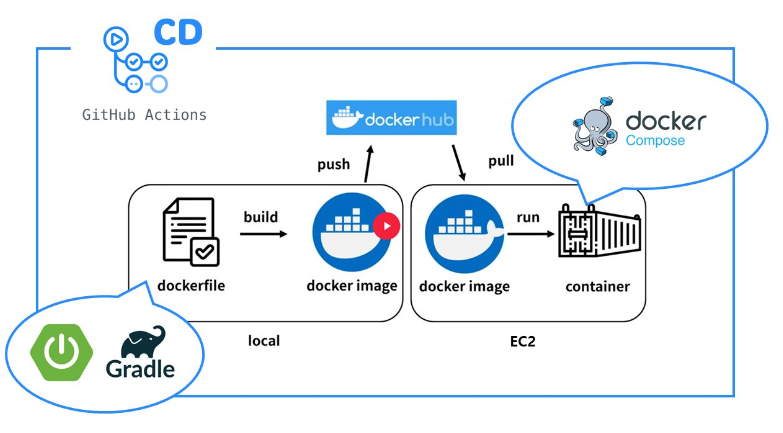 CD
GitHub Actions
docker hub
docker
Compose
push
pull
build
run
dockerfile
docker image
docker image
container
local
EC2
Gradle